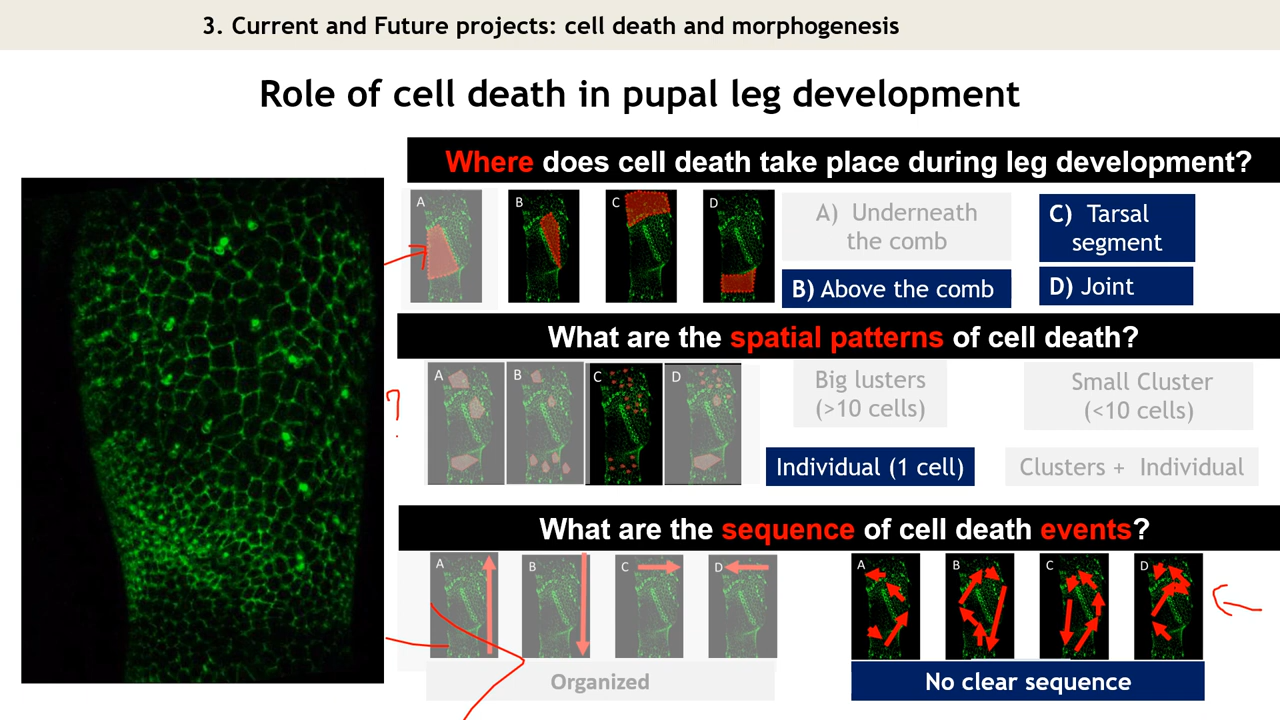 3. Current and Future projects: cell death and morphogenesis
Role of cell death in pupal leg development
Where does cell death take place during leg development?
A
B
C
D
A) Underneath
the comb
C) Tarsal
segment
B) Above the comb
D) Joint
What are the spatial patterns of cell death?
A
B
C
D
Big lusters
(>10 cells)
Small Cluster
(<10 cells)
?
Individual (1 cell)
Clusters + Individual
What are the sequence of cell death events?
A
B
C
D
A
B
C
D
Organized
No clear sequence